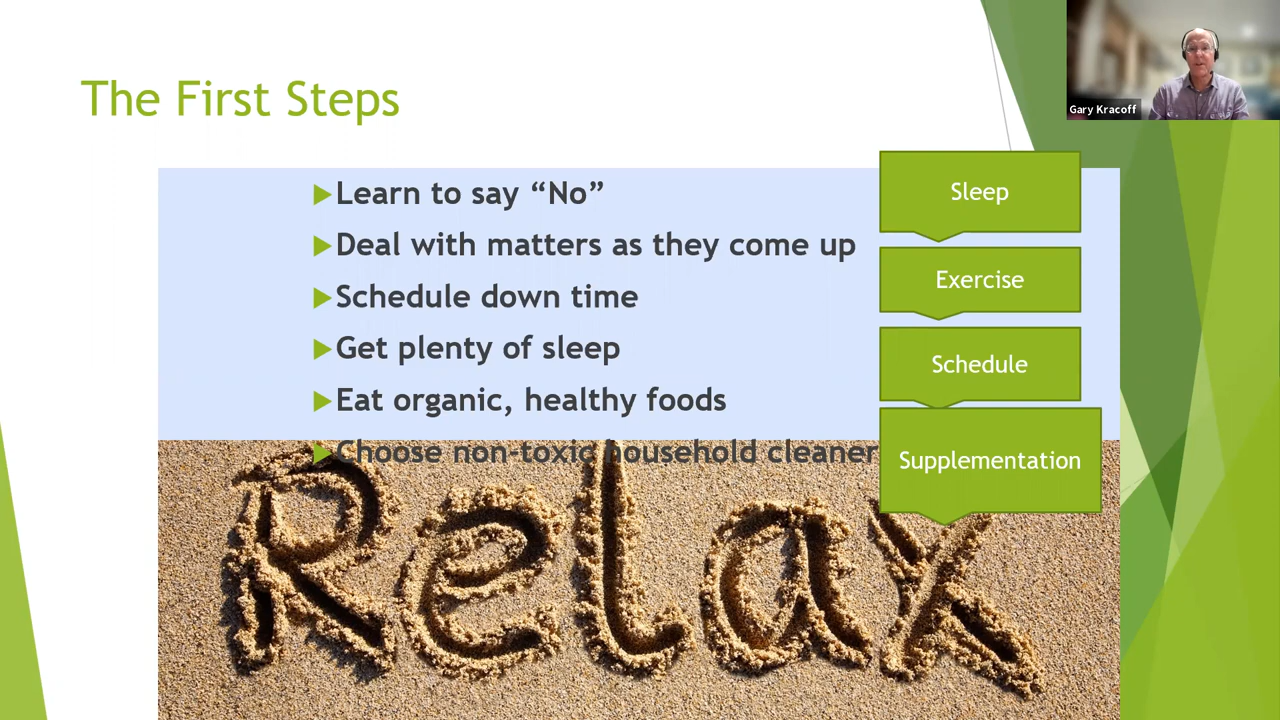 The First Steps
Gary Kracoff
Learn to say “No”
Deal with matters as they come up
Schedule down time
Get plenty of sleep
Eat organic, healthy foods
Choose non-toxic household cleaner
Sleep
Exercise
Schedule
Supplementation
Relax